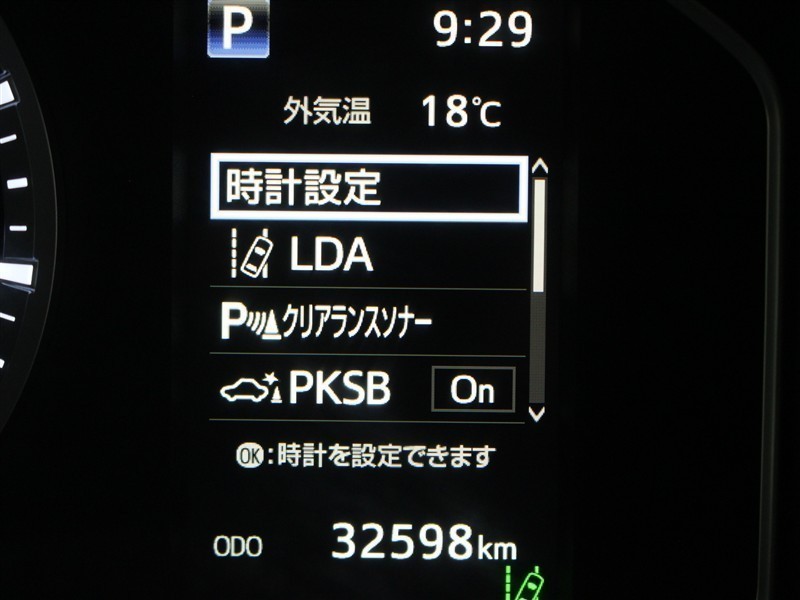 P 9:29
外気温 18℃
時計設定
LDA
Pクリアランスソナー
PKSB On
OK:時計を設定できます
ODO 32598km